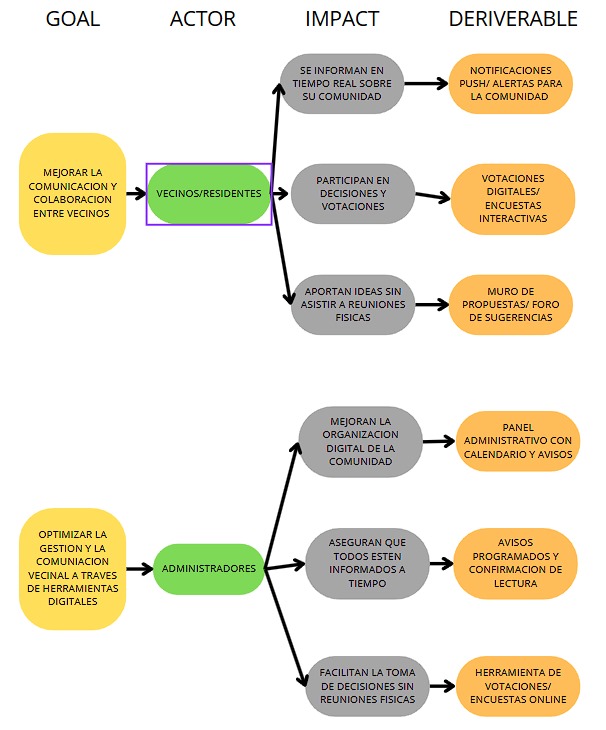 GOAL
ACTOR
IMPACT
DERIVERABLE
MEJORAR LA
COMUNICACION Y
COLABORACION
ENTRE VECINOS
VECINOS/RESIDENTES
SE INFORMAN EN
TIEMPO REAL SOBRE
SU COMUNIDAD
NOTIFICACIONES
PUSH/ ALERTAS PARA
LA COMUNIDAD
PARTICIPAN EN
DECISIONES Y
VOTACIONES
VOTACIONES
DIGITALES/
ENCUESTAS
INTERACTIVAS
APORTAN IDEAS SIN
ASISTIR A REUNIONES
FISICAS
MURO DE
PROPUESTAS/ FORO
DE SUGERENCIAS
OPTIMIZAR LA
GESTION Y LA
COMUNIACION
VECINAL A TRAVES
DE HERRAMIENTAS
DIGITALES
ADMINISTRADORES
MEJORAN LA
ORGANIZACION
DIGITAL DE LA
COMUNIDAD
PANEL
ADMINISTRATIVO CON
CALENDARIO Y AVISOS
ASEGURAN QUE
TODOS ESTEN
INFORMADOS A
TIEMPO
AVISOS
PROGRAMADOS Y
CONFIRMACION DE
LECTURA
FACILITAN LA TOMA
DE DECISIONES SIN
REUNIONES FISICAS
HERRAMIENTA DE
VOTACIONES/
ENCUESTAS ONLINE